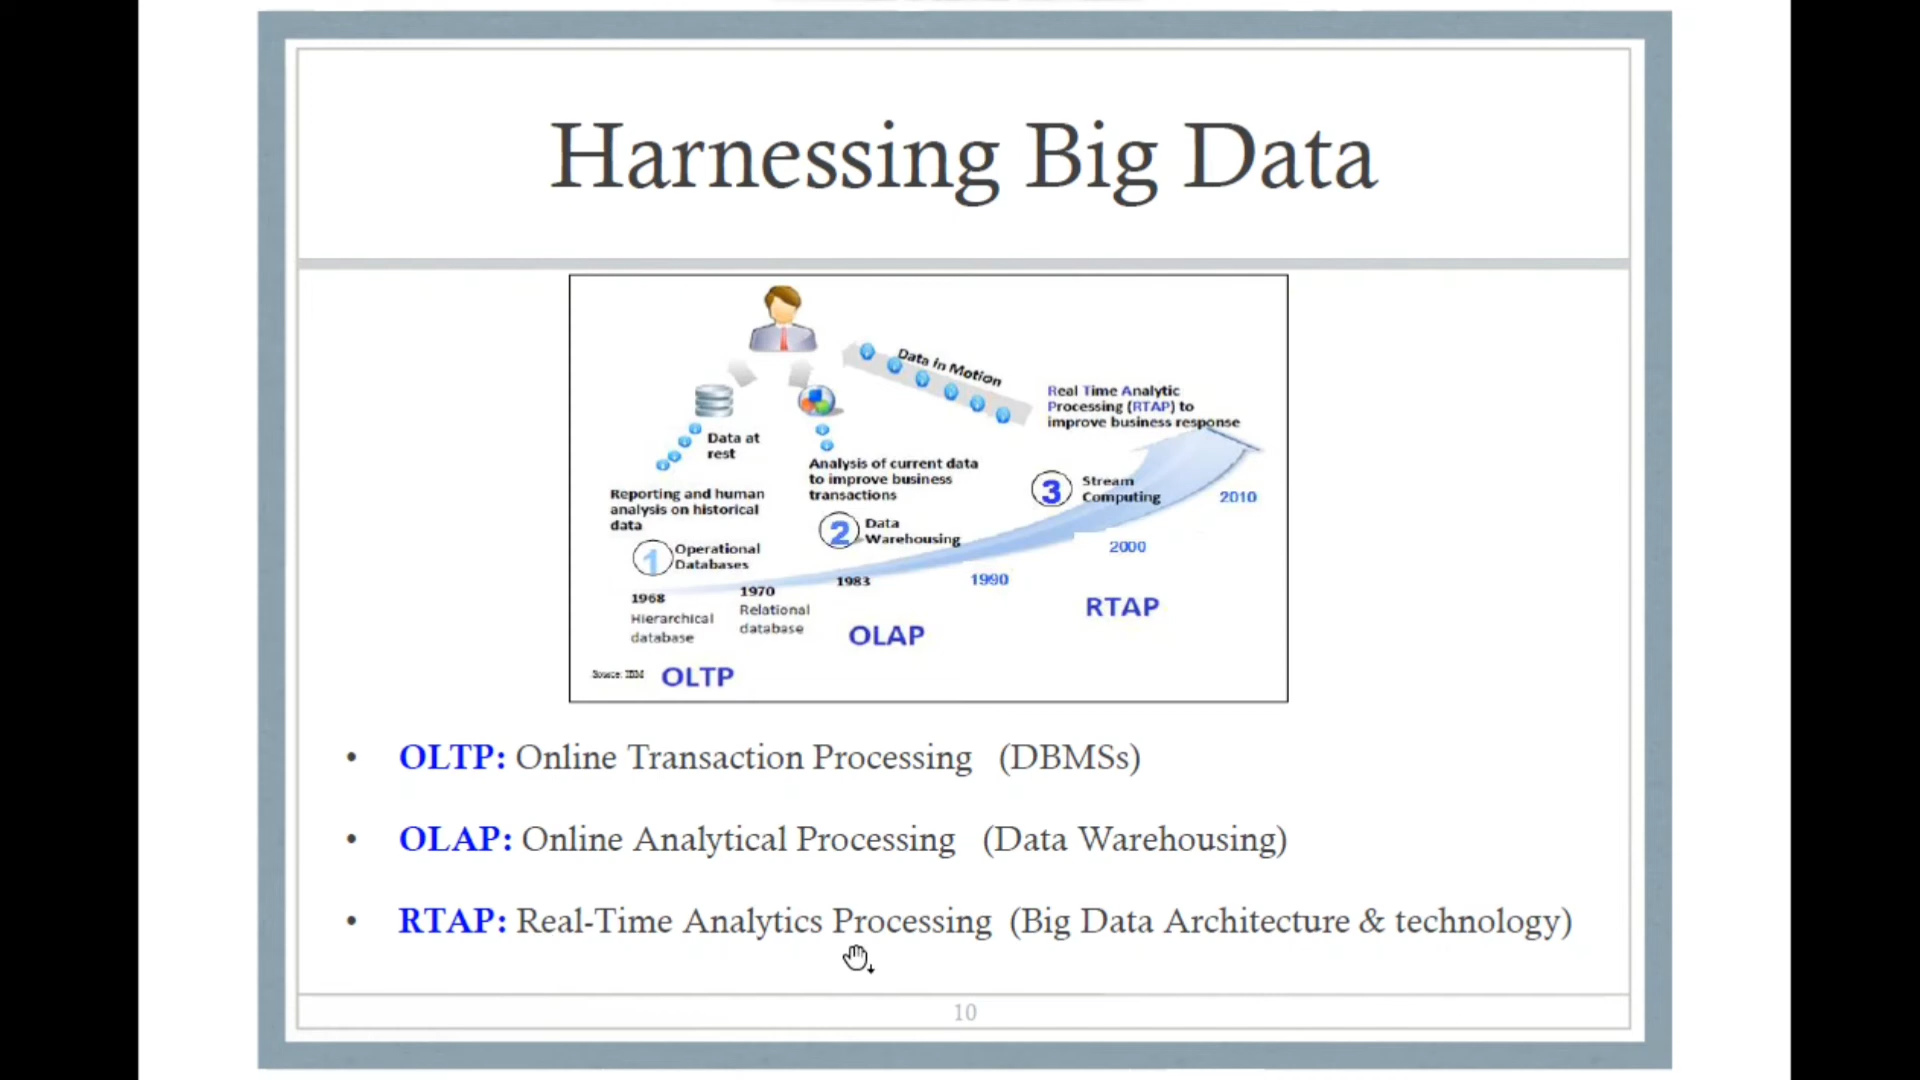 Harnessing Big Data
Data in Motion
Real Time Analytic
Processing (RTAP) to
improve business response
Data at
rest
Analysis of current data
to improve business
transactions
Reporting and human
analysis on historical
data
3 Stream
Computing
2010
2 Data
Warehousing
1 Operational
Databases
2000
1990
1983
1970
Relational
database
1968
Hierarchical
database
RTAP
OLAP
Source: IBM
OLTP
• OLTP: Online Transaction Processing (DBMSs)
• OLAP: Online Analytical Processing (Data Warehousing)
• RTAP: Real-Time Analytics Processing (Big Data Architecture & technology)
10